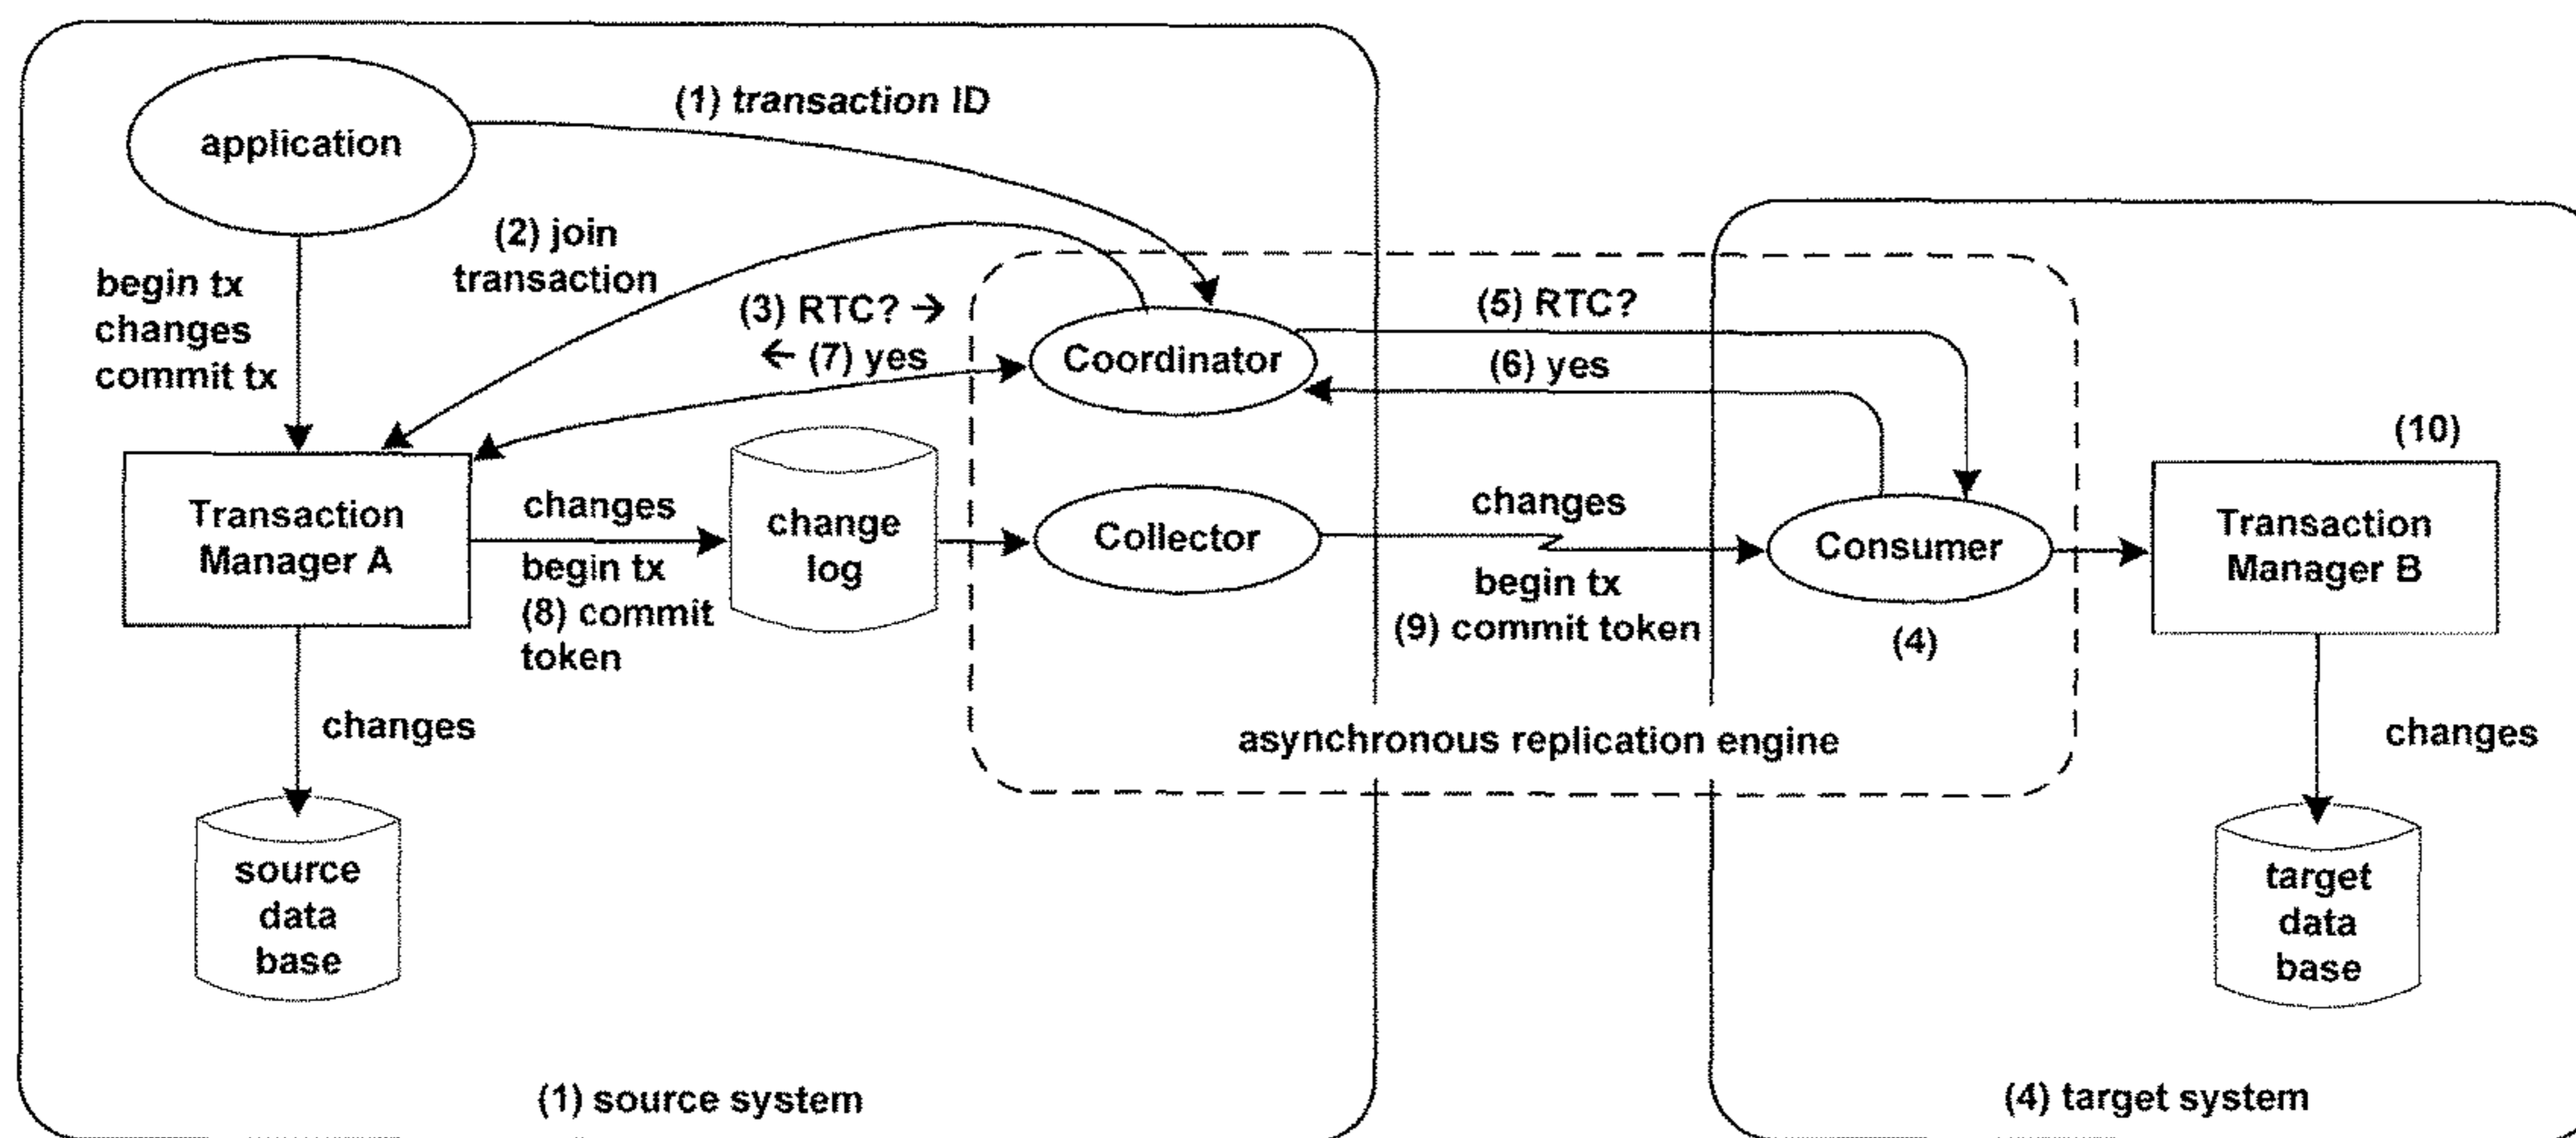 (1) transaction ID
application
(2) join
transaction
begin tx
changes
commit tx
(3) RTC? →
← (7) yes
Coordinator
(5) RTC?
(6) yes
(10)
Transaction
Manager A
changes
begin tx
(8) commit
token
change
log
Collector
changes
begin tx
(9) commit token
Consumer
(4)
Transaction
Manager B
changes
asynchronous replication engine
changes
source
data
base
target
data
base
(1) source system
(4) target system